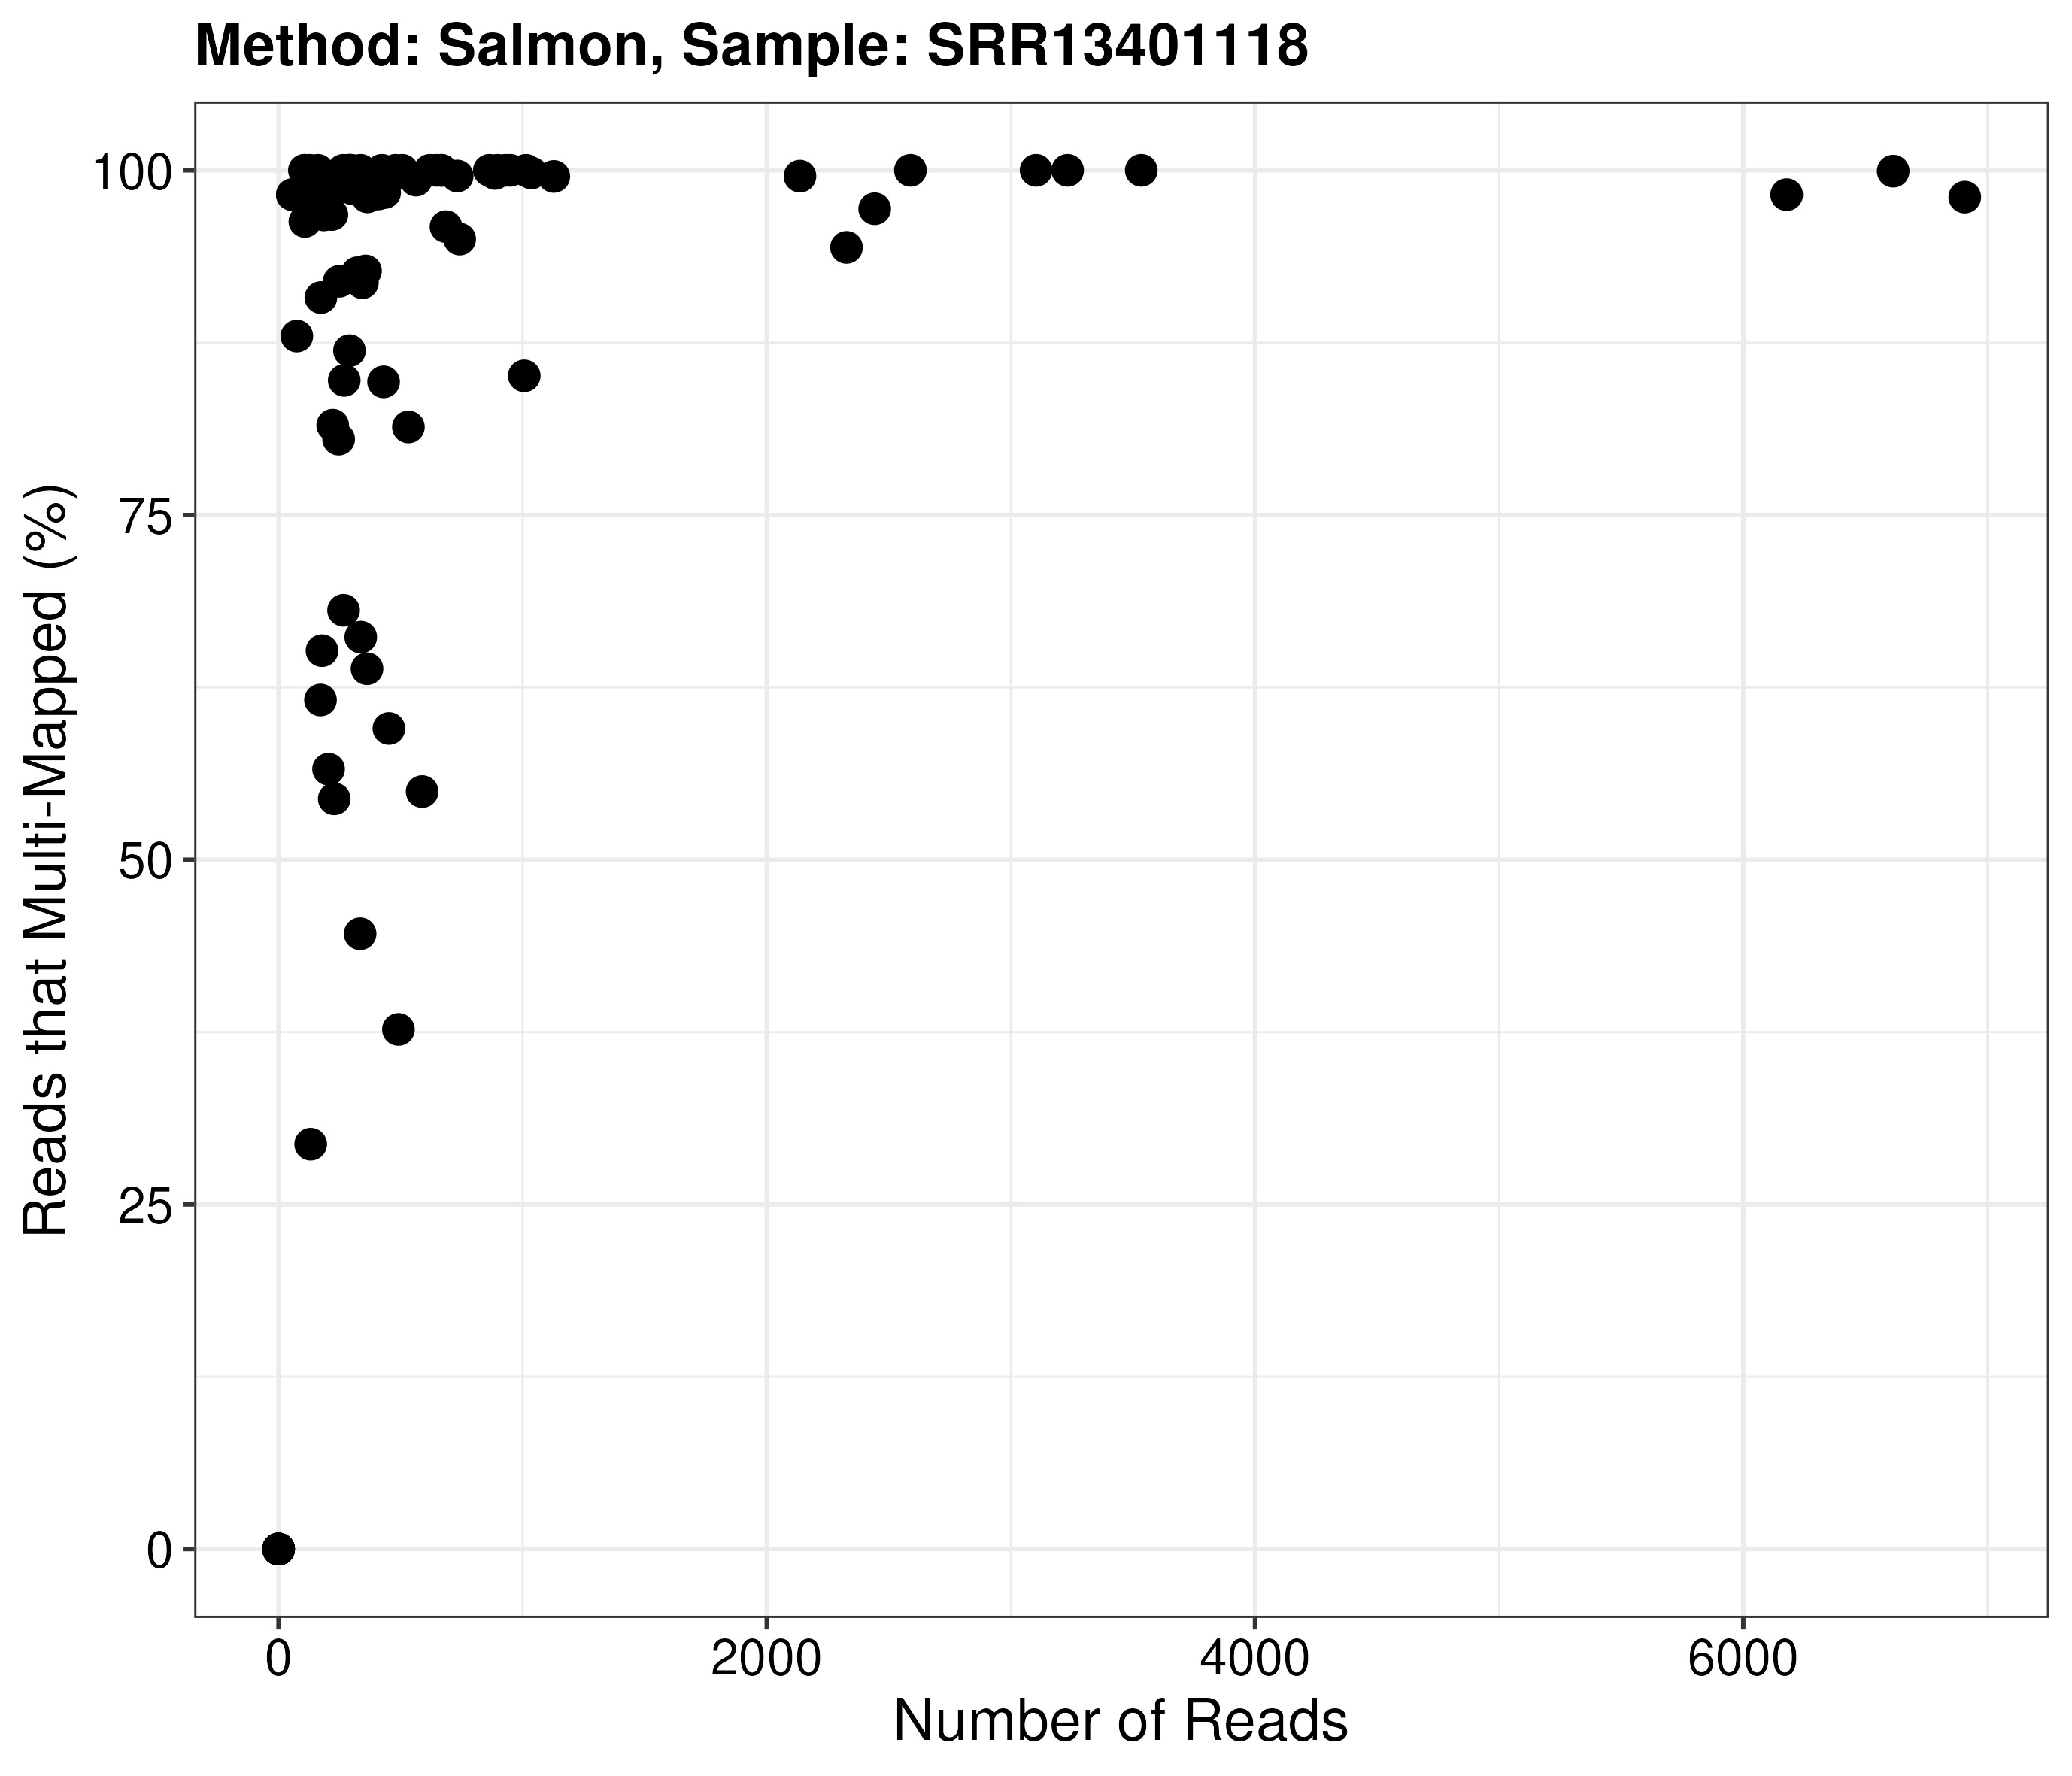 Method: Salmon, Sample: SRR13401118
Reads that Multi-Mapped (%)
100
75
50
25
0
0 2000 4000 6000
Number of Reads